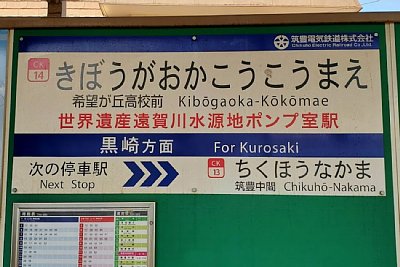 筑豊電気鉄道株式会社
Chikuho Electric Railroad Co.,Ltd.
CK
14
きぼうがおかこうこうまえ
希望が丘高校前 Kibōgaoka-Kōkōmae
世界遺産遠賀川水源地ポンプ室駅
黒崎方面 For Kurosaki
次の停車駅
Next Stop
CK
13
ちくほうなかま
筑豊中間 Chikuhō-Nakama